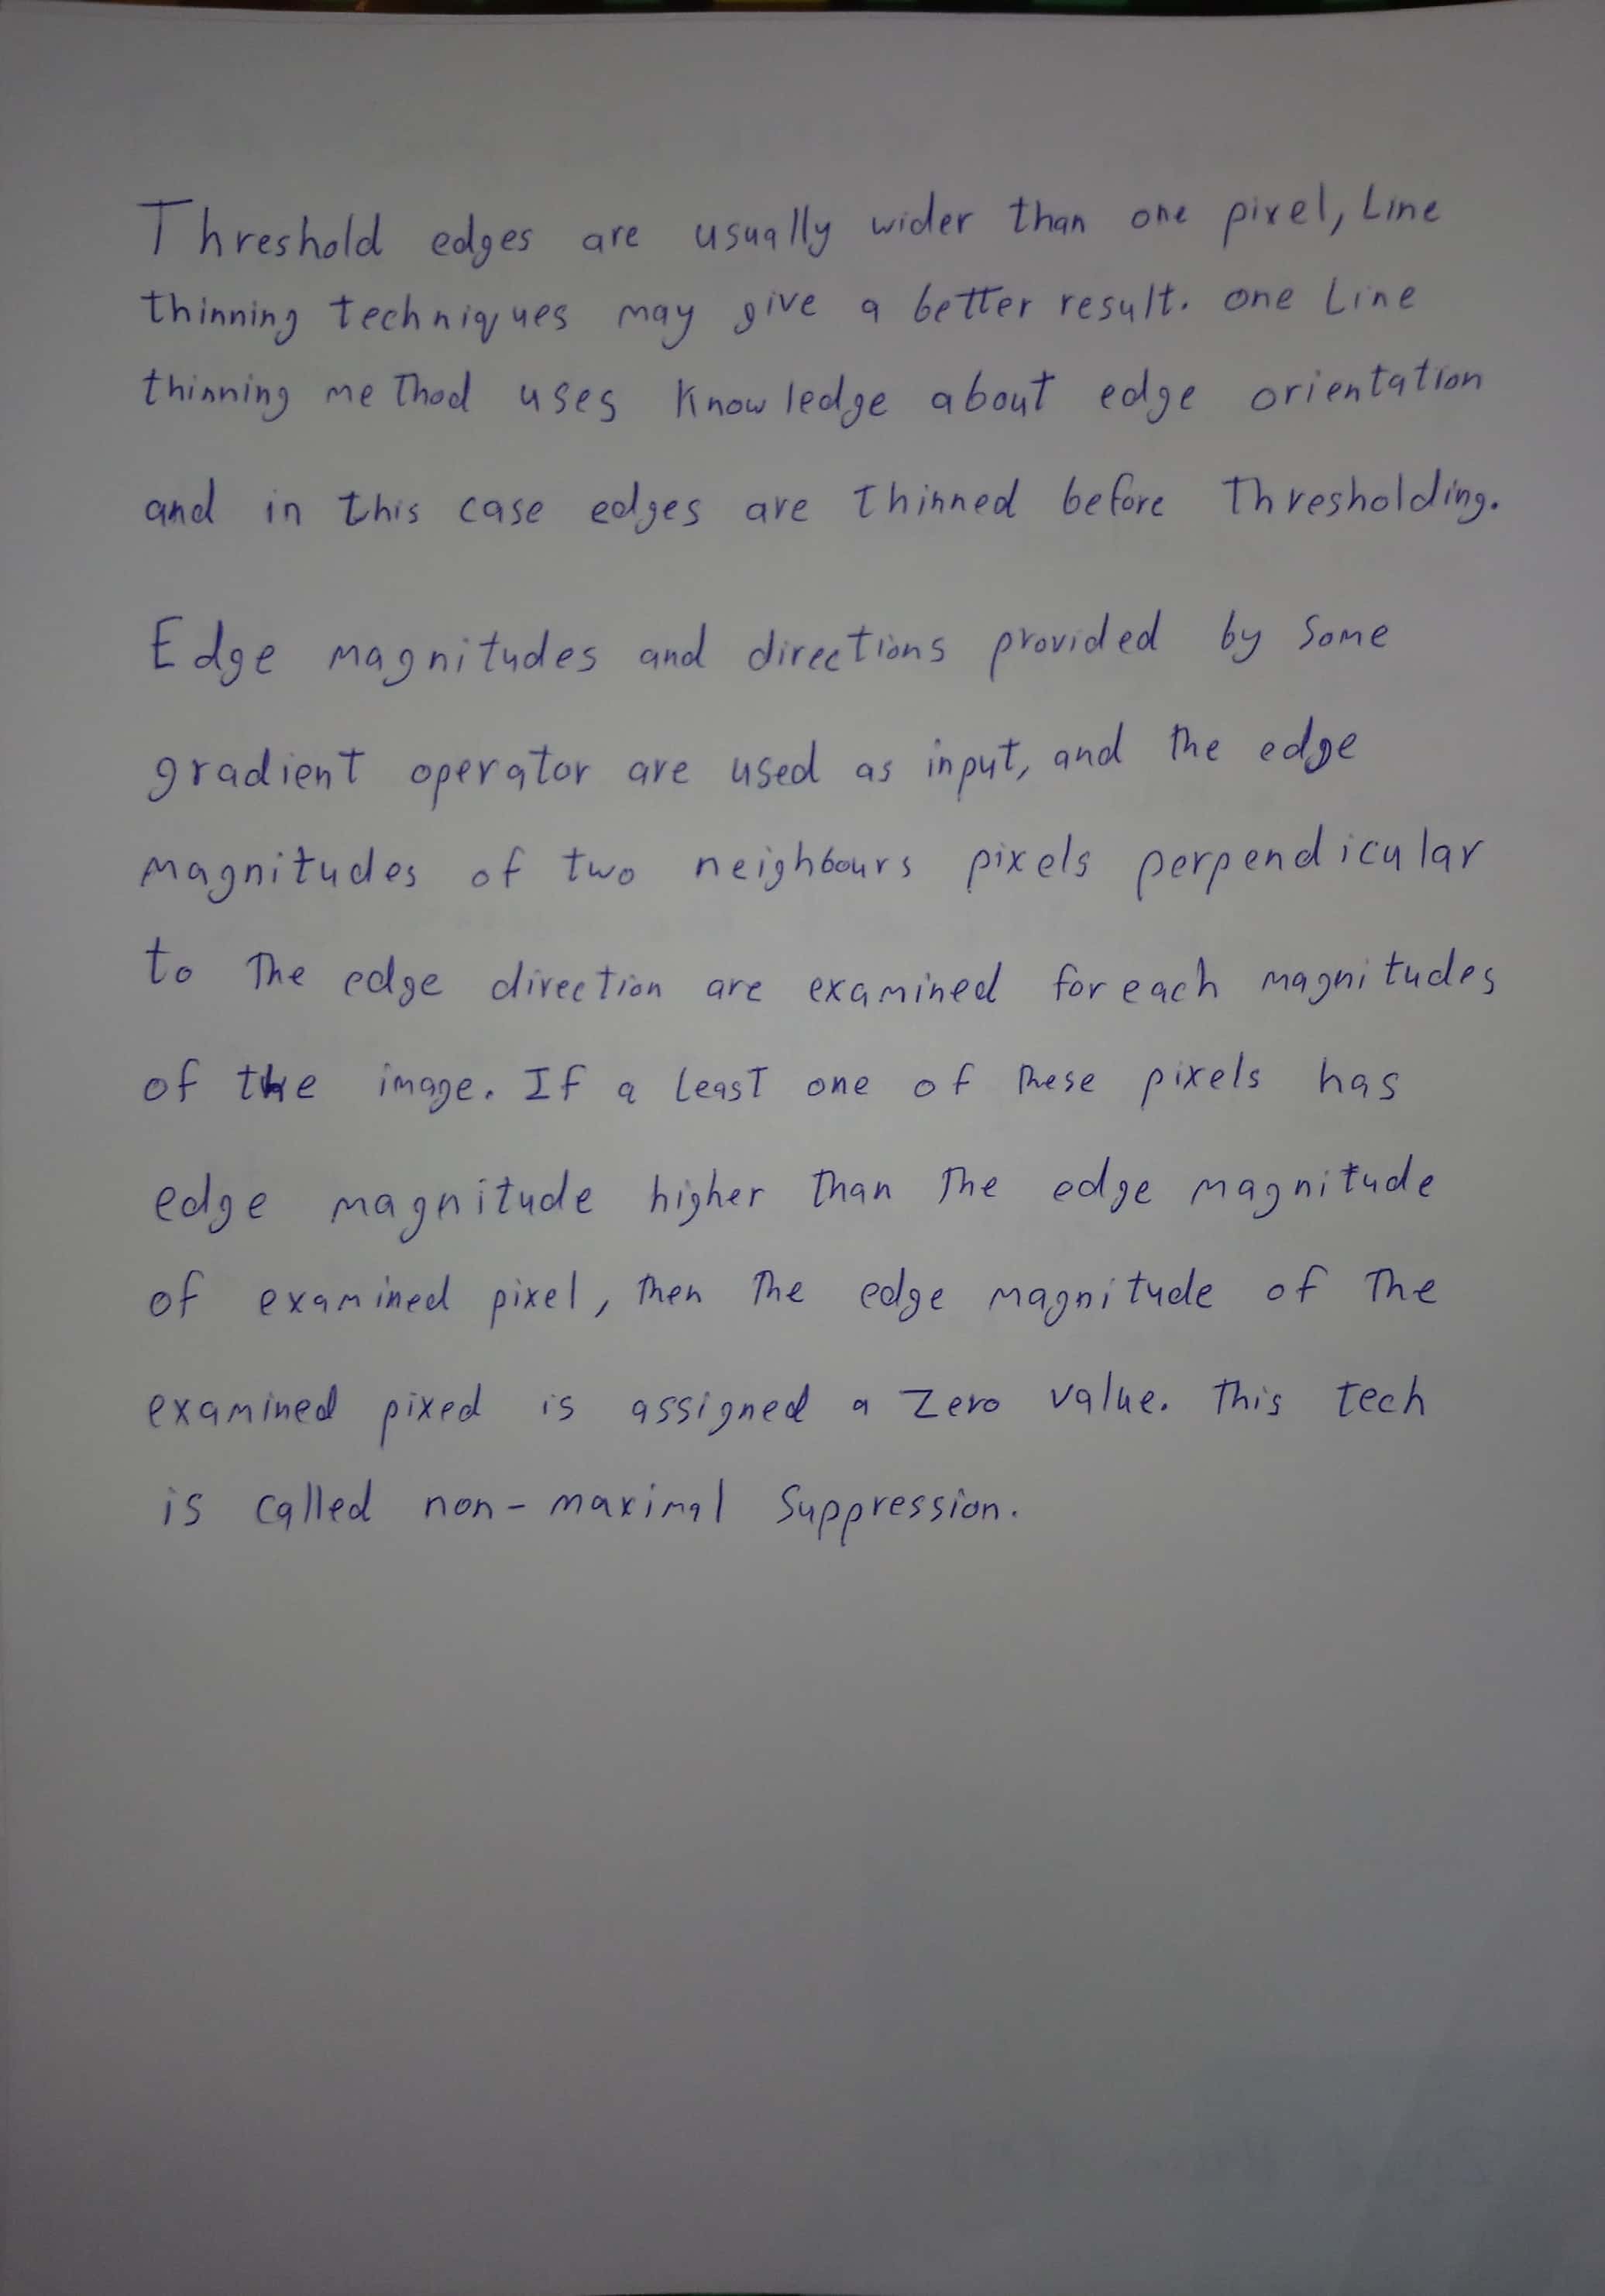 Threshold edges are usually wider than one pixel, Line
thinning techniques may give a better result. one Line
thinning method uses Knowledge about edge orientation
and in this case edges are thinned before Thresholding.
Edge magnitudes and directions provided by Some
gradient operator are used as input, and the edge
magnitudes of two neighbours pixels perpendicular
to The edge direction are examined for each magnitudes
of the image. If a Least one of These pixels has
edge magnitude higher Than The edge magnitude
of examined pixel, Then The edge magnitude of The
examined pixed is assigned a Zero value. This tech
is called non-maximal Suppression.